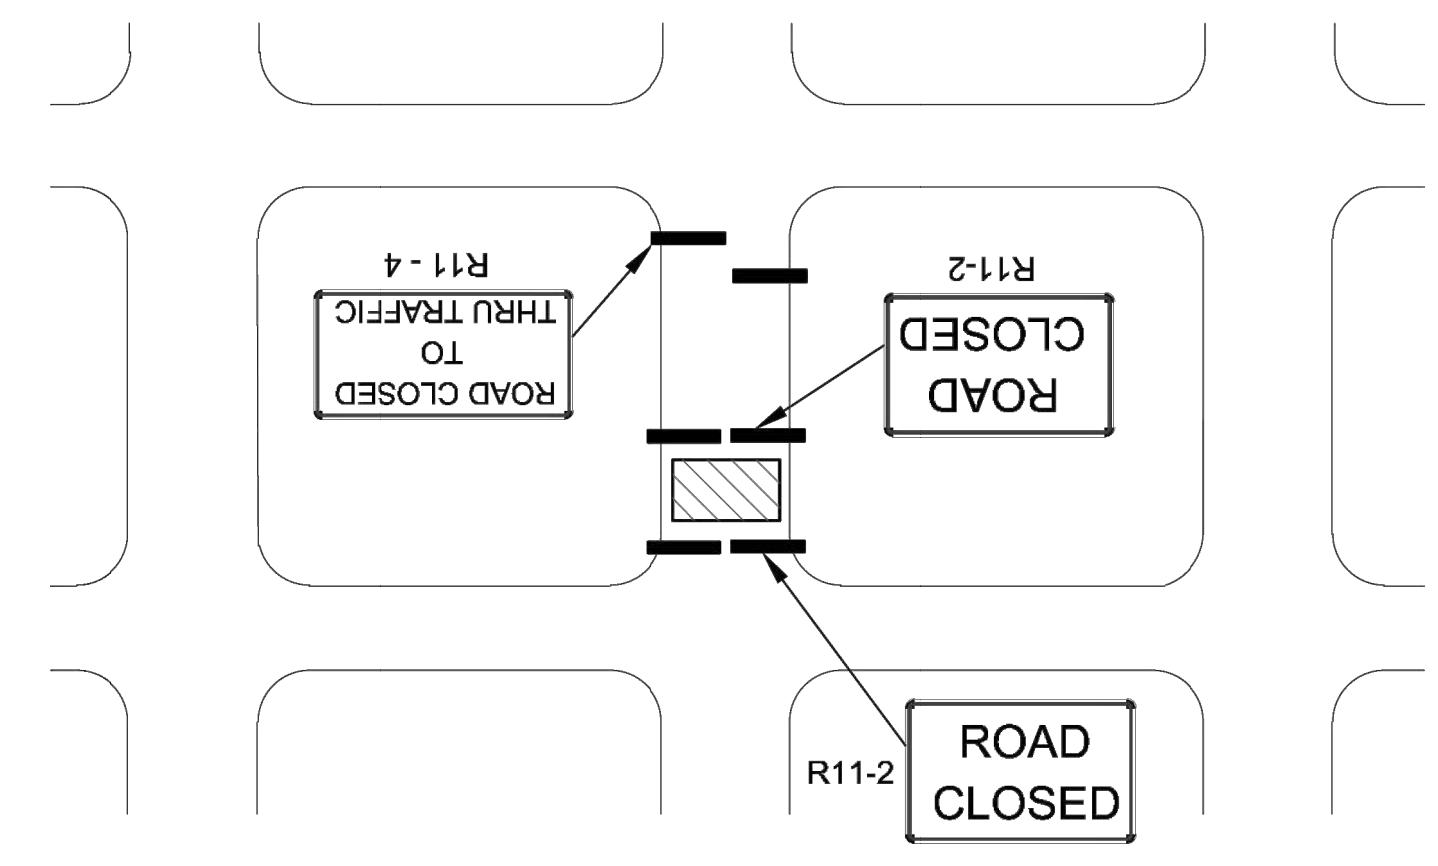 R11 - 4
ROAD CLOSED
TO
THRU TRAFFIC
R11-2
ROAD
CLOSED
R11-2
ROAD
CLOSED